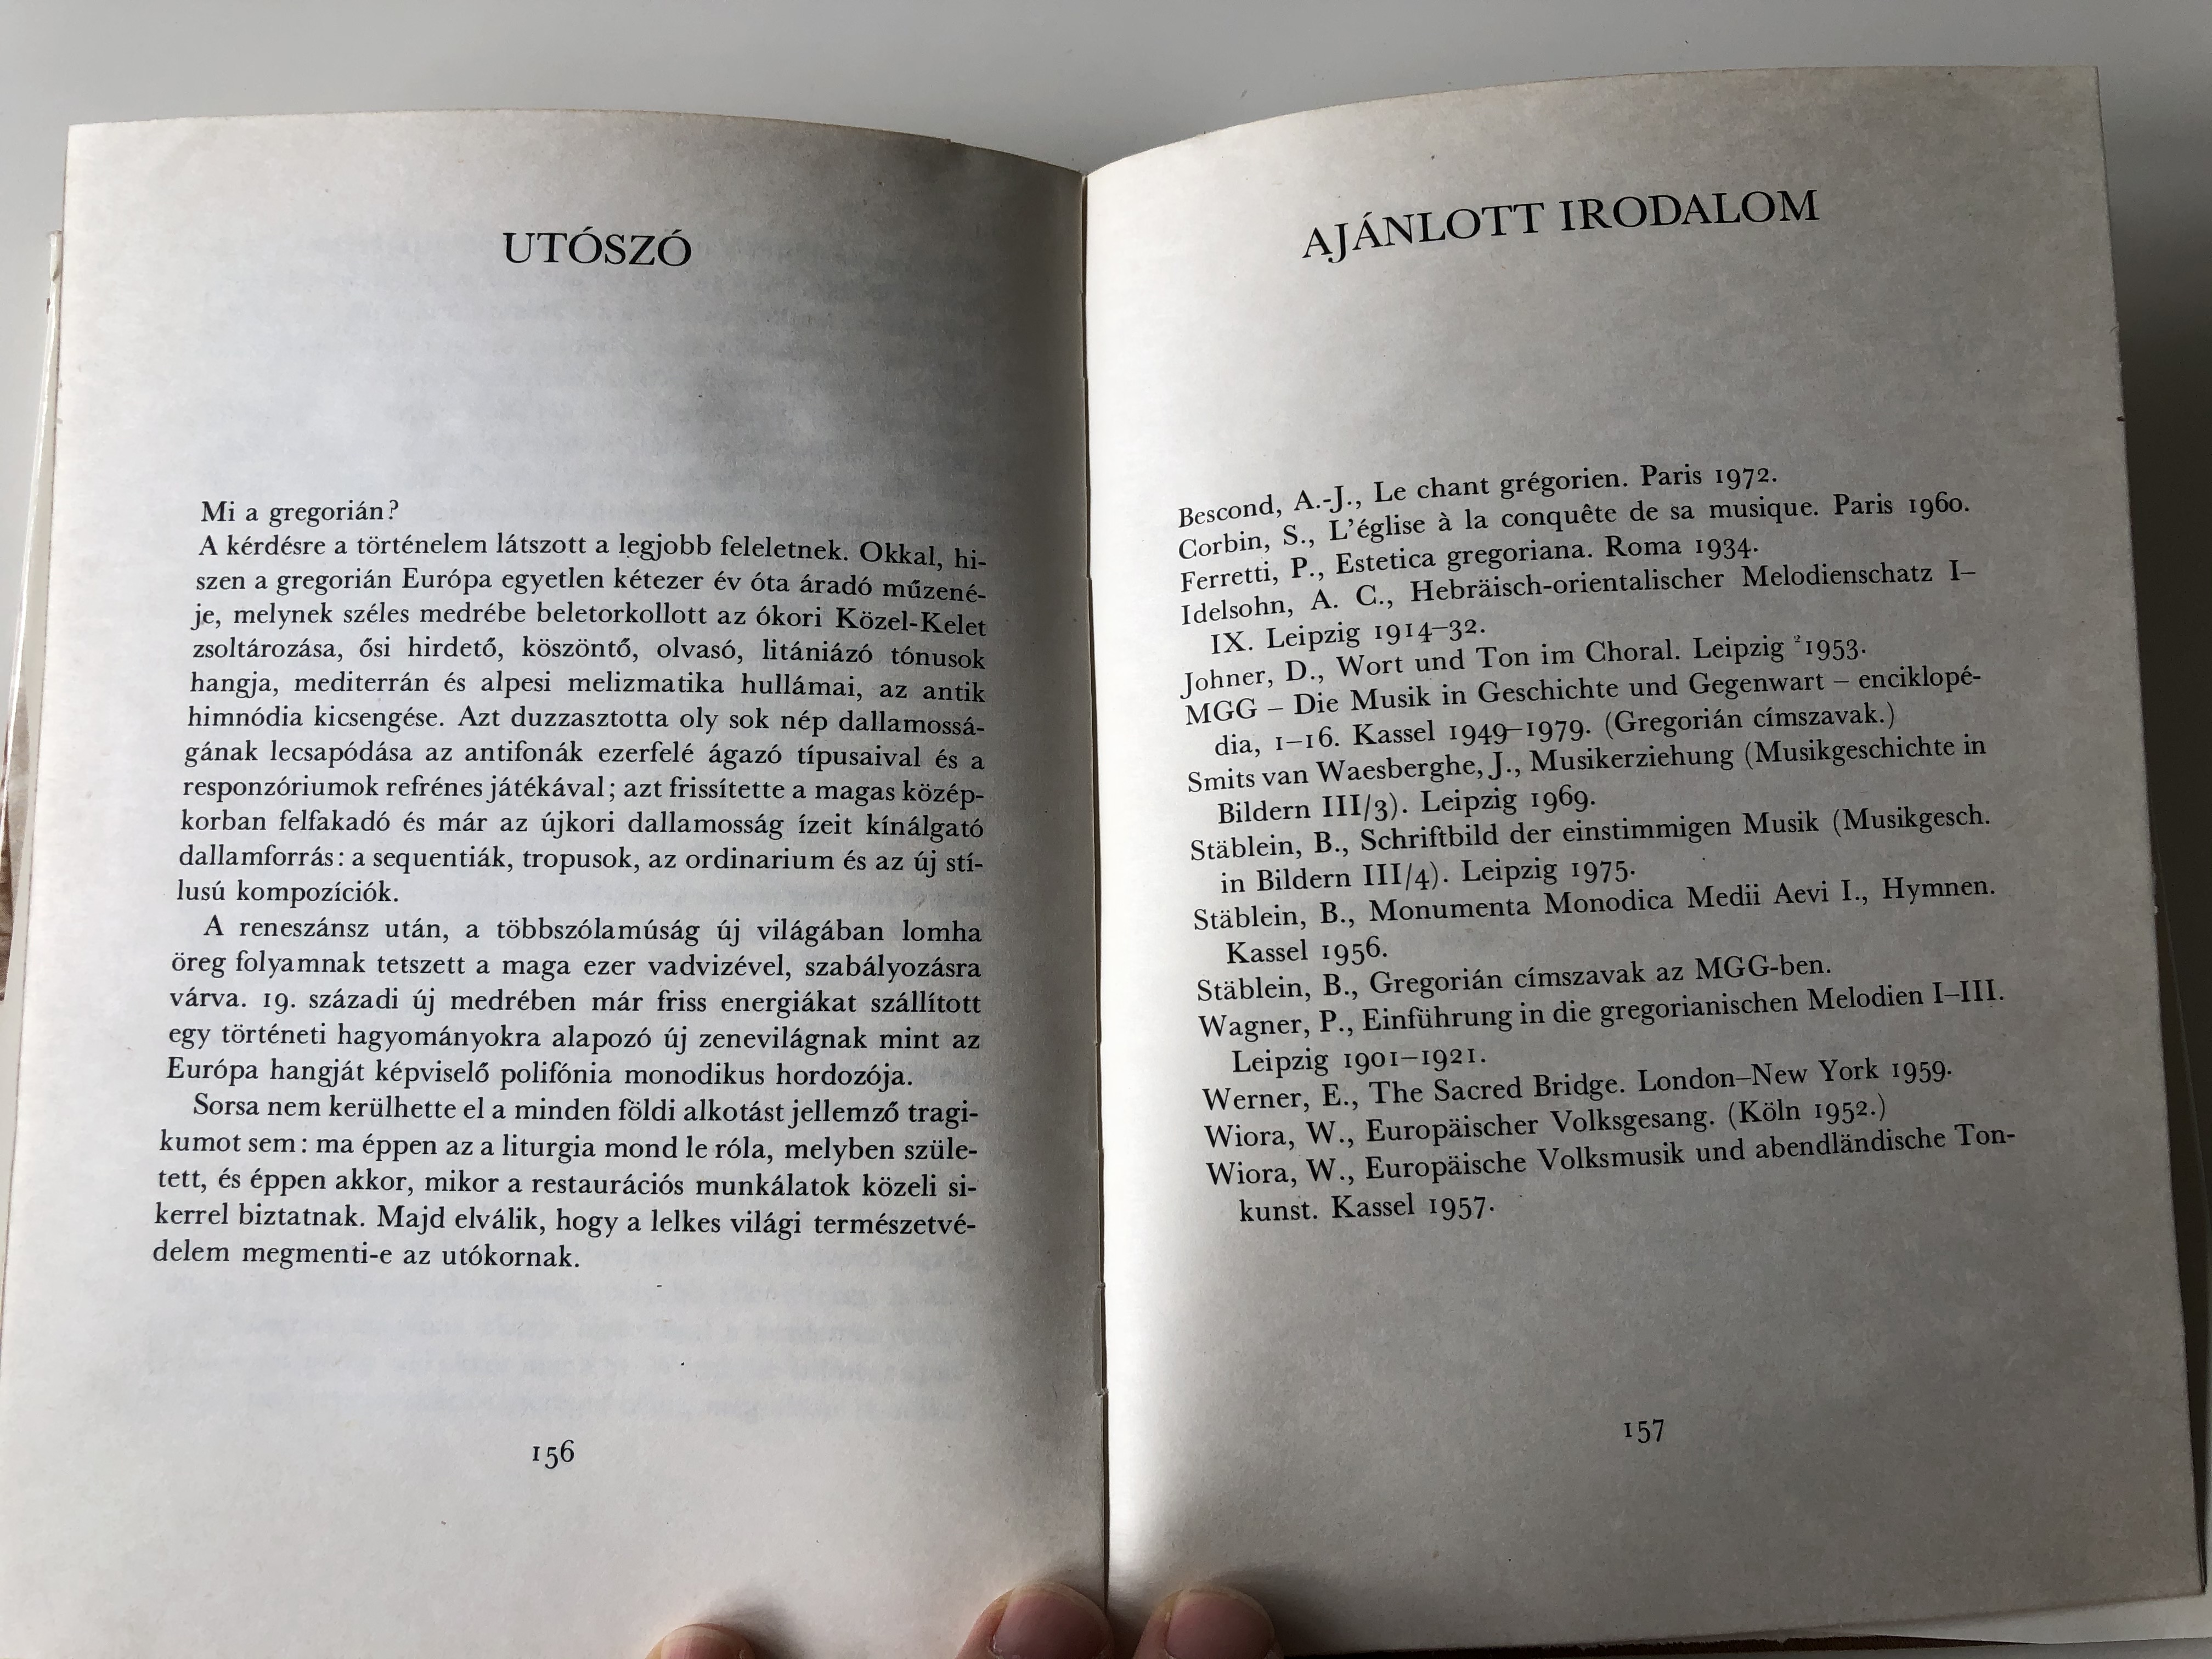 UTÓSZÓ
Mi a gregorián?
A kérdésre a történelem látszott a legjobb feleletnek. Okkal, hi-
szen a gregorián Európa egyetlen kétezer év óta áradó műzené-
je, melynek széles medrébe beletorkollott az ókori Közel-Kelet
zsoltározása, ősi hirdető, köszöntő, olvasó, litániázó tónusok
hangja, mediterrán és alpesi melizmatika hullámai, az antik
himnódia kicsengése. Azt duzzasztotta oly sok nép dallamossá-
gának lecsapódása az antifonák ezerfelé ágazó típusaival és a
responzóriumok refrénes játékával; azt frissítette a magas közép-
korban felfakadó és már az újkori dallamosság ízeit kínálgató
dallamforrás: a sequentiák, tropusok, az ordinarium és az új stí-
lusú kompozíciók.
A reneszánsz után, a többszólamúság új világában lomha
öreg folyamnak tetszett a maga ezer vadvizével, szabályozásra
várva. 19. századi új medrében már friss energiákat szállított
egy történeti hagyományokra alapozó új zenevilágnak mint az
Európa hangját képviselő polifónia monodikus hordozója.
Sorsa nem kerülhette el a minden földi alkotást jellemző tragi-
kumot sem: ma éppen az a liturgia mond le róla, melyben szüle-
tett, és éppen akkor, mikor a restaurációs munkálatok közeli si-
kerrel biztatnak. Majd elválik, hogy a lelkes világi természetvé-
delem megmenti-e az utókornak.
156
AJÁNLOTT IRODALOM
Bescond, A.-J., Le chant grégorien. Paris 1972.
Corbin, S., L'église à la conquête de sa musique. Paris 1960.
Ferretti, P., Estetica gregoriana. Roma 1934.
Idelsohn, A. C., Hebräisch-orientalischer Melodienschatz I–
IX. Leipzig 1914–32.
Johner, D., Wort und Ton im Choral. Leipzig ²1953.
MGG – Die Musik in Geschichte und Gegenwart – enciklopé-
dia, 1–16. Kassel 1949–1979. (Gregorián címszavak.)
Smits van Waesberghe, J., Musikerziehung (Musikgeschichte in
Bildern III/3). Leipzig 1969.
Stäblein, B., Schriftbild der einstimmigen Musik (Musikgesch.
in Bildern III/4). Leipzig 1975.
Stäblein, B., Monumenta Monodica Medii Aevi I., Hymnen.
Kassel 1956.
Stäblein, B., Gregorián címszavak az MGG-ben.
Wagner, P., Einführung in die gregorianischen Melodien I–III.
Leipzig 1901–1921.
Werner, E., The Sacred Bridge. London–New York 1959.
Wiora, W., Europäischer Volksgesang. (Köln 1952.)
Wiora, W., Europäische Volksmusik und abendländische Ton-
kunst. Kassel 1957.
157